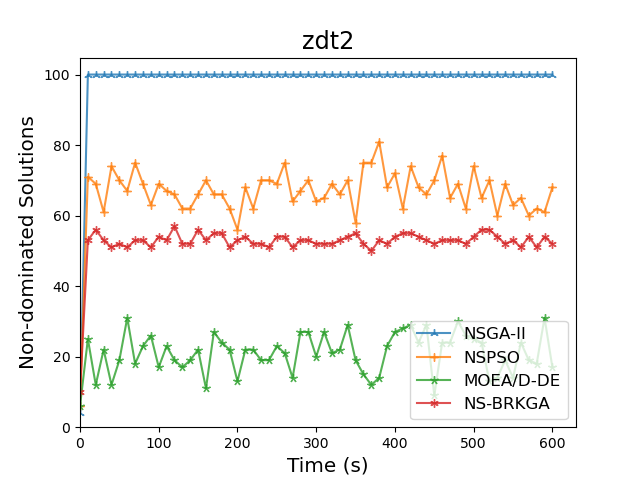 zdt2
Non-dominated Solutions
100
80
60
40
20
0
0 100 200 300 400 500 600
Time (s)
NSGA-II
NSPSO
MOEA/D-DE
NS-BRKGA